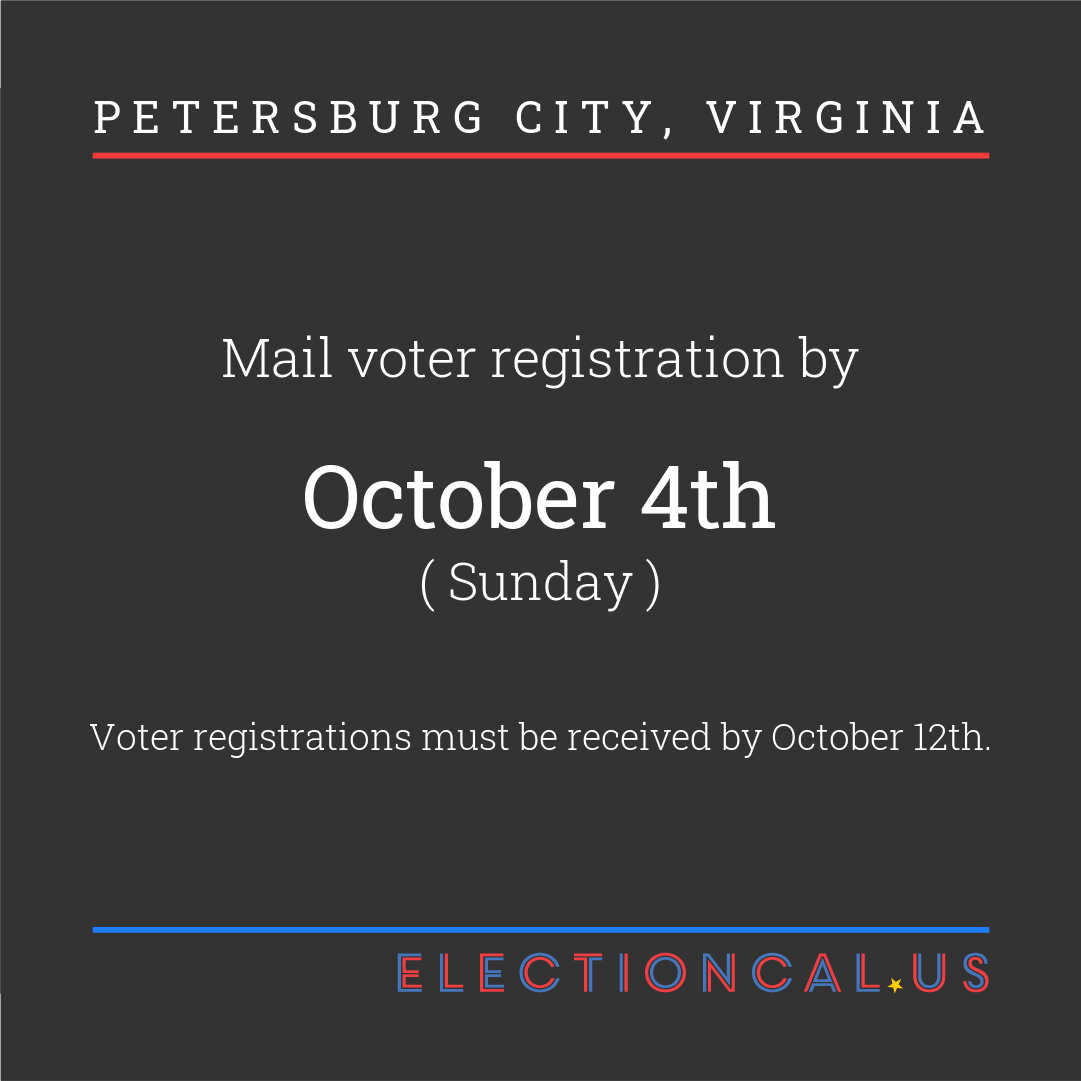 PETERSBURG CITY, VIRGINIA
Mail voter registration by
October 4th
( Sunday )
Voter registrations must be received by October 12th.
ELECTIONCAL.US